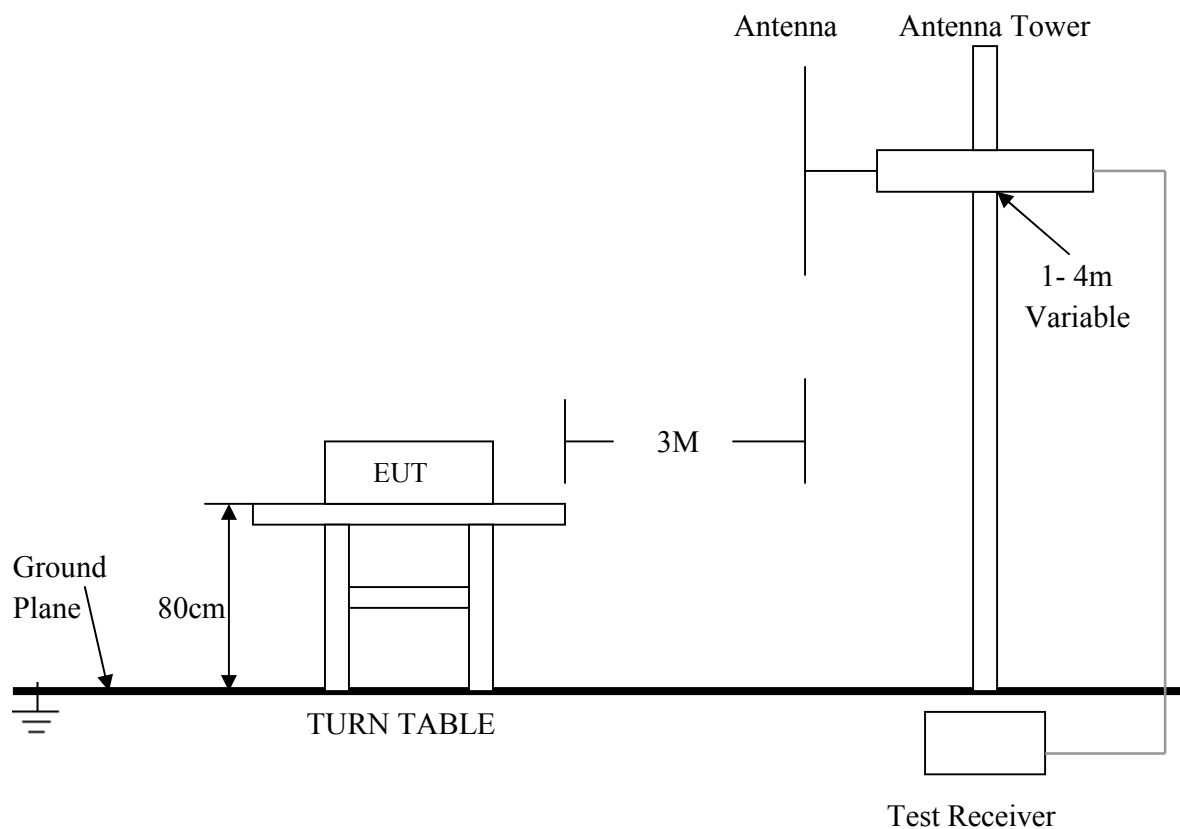 Antenna
Antenna Tower
1- 4m
Variable
3M
EUT
Ground
Plane
80cm
TURN TABLE
Test Receiver